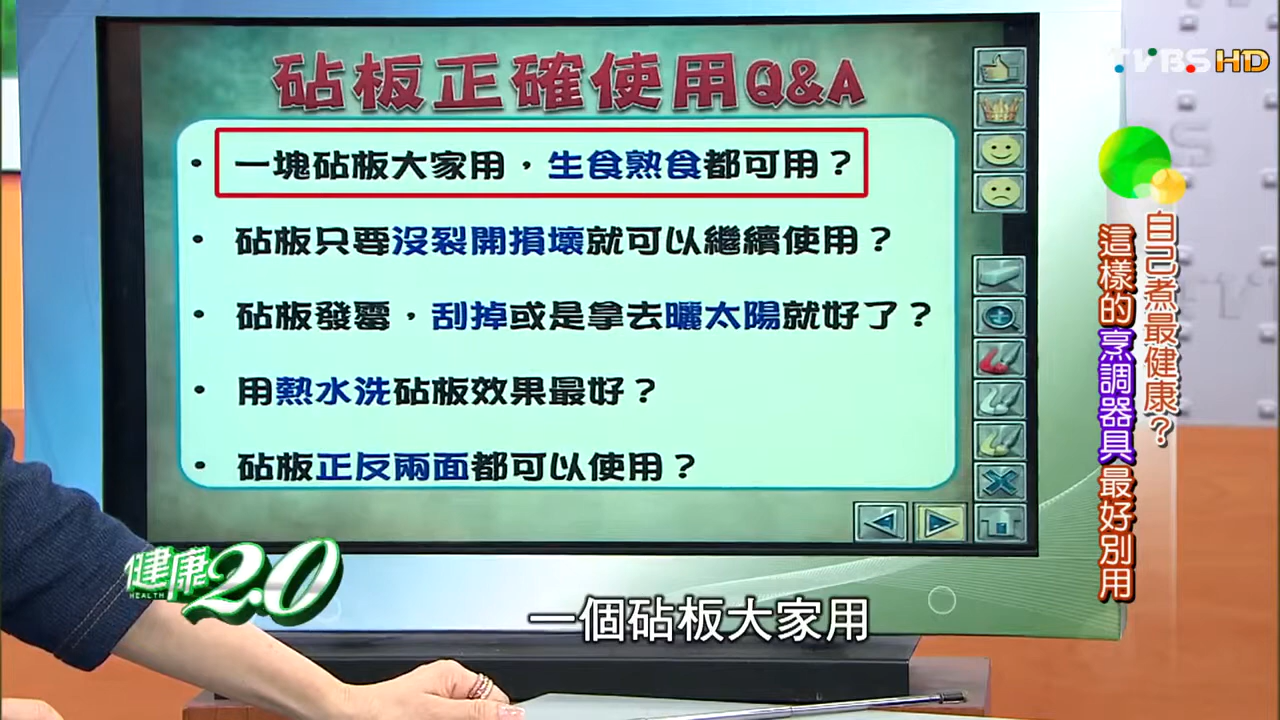 砧板正確使用Q&A
• 一塊砧板大家用，生食熟食都可用？
• 砧板只要沒裂開損壞就可以繼續使用？
• 砧板發霉，刮掉或是拿去曬太陽就好了？
• 用熱水洗砧板效果最好？
• 砧板正反兩面都可以使用？
TVBS HD
自己煮最健康？
這樣的烹調器具最好別用
健康2.0
HEALTH
一個砧板大家用